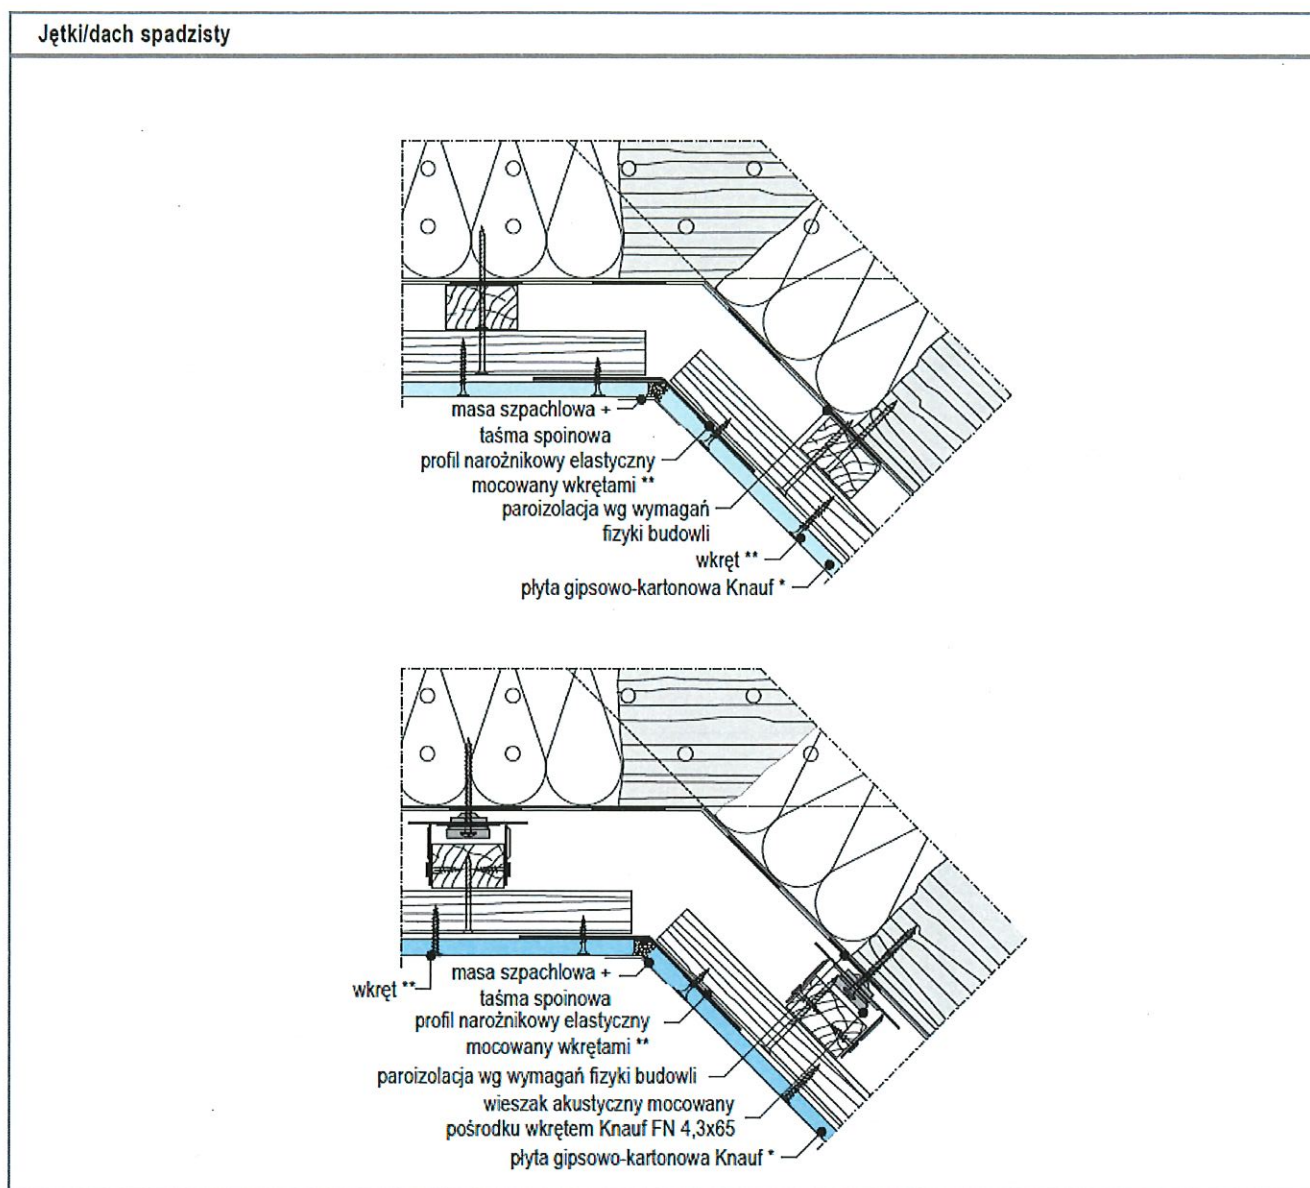 Jętki/dach spadzisty
masa szpachlowa +
taśma spoinowa
profil narożnikowy elastyczny
mocowany wkrętami **
paroizolacja wg wymagań
fizyki budowli
wkręt **
płyta gipsowo-kartonowa Knauf *
wkręt **
masa szpachlowa +
taśma spoinowa
profil narożnikowy elastyczny
mocowany wkrętami **
paroizolacja wg wymagań fizyki budowli
wieszak akustyczny mocowany
pośrodku wkrętem Knauf FN 4,3x65
płyta gipsowo-kartonowa Knauf *